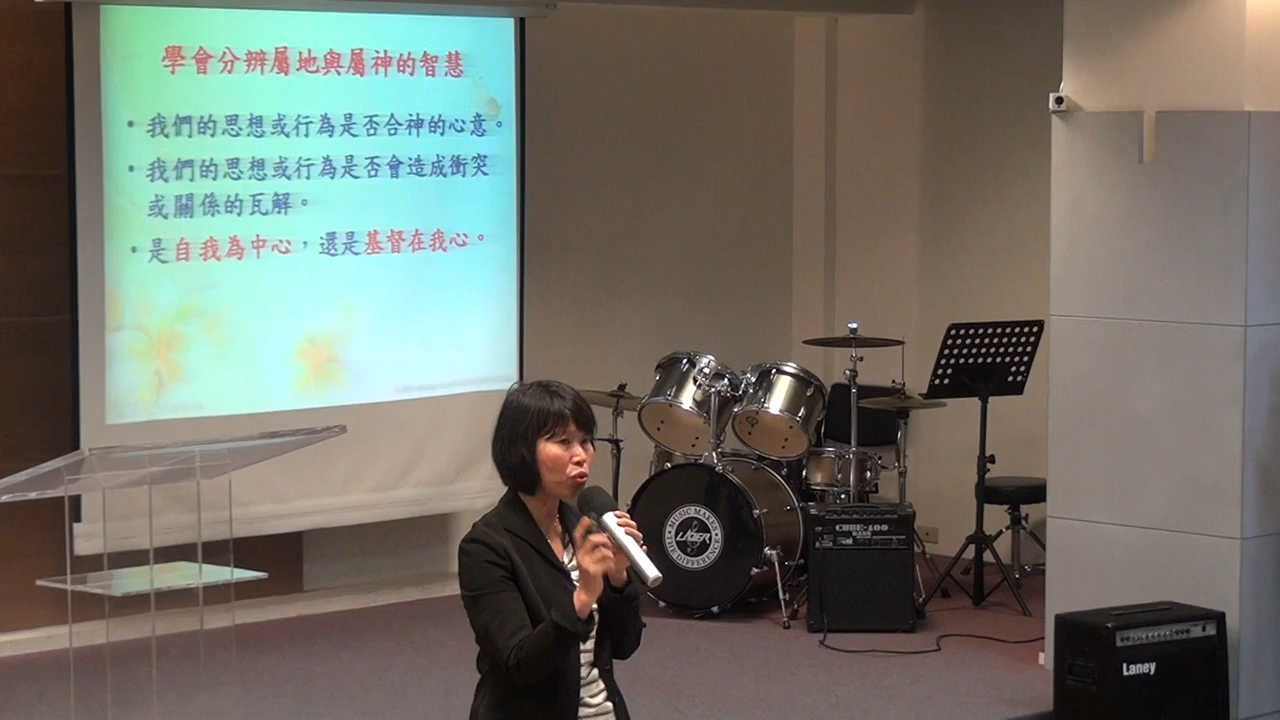 學會分辨屬地與屬神的智慧
• 我們的思想或行為是否合神的心意。
• 我們的思想或行為是否會造成衝突
或關係的瓦解。
• 是自我為中心，還是基督在我心。
MUSIC MAKES
THE DIFFERENCE
CUBE-100
BASS
Laney